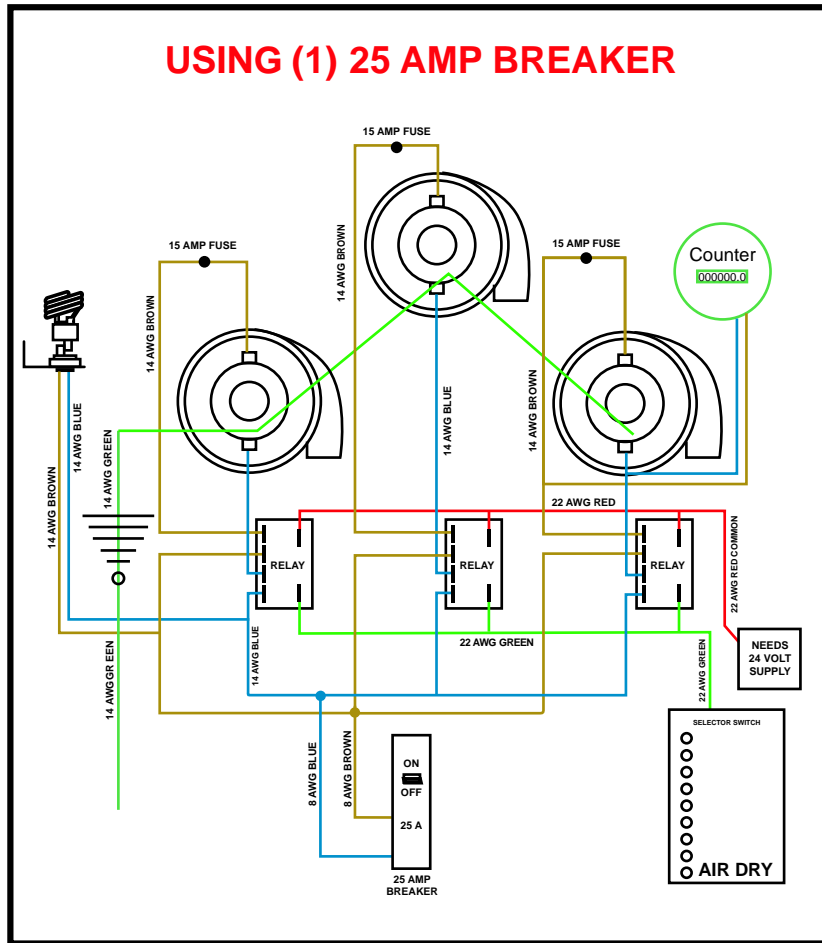 USING (1) 25 AMP BREAKER
15 AMP FUSE
15 AMP FUSE
15 AMP FUSE
Counter
000000.0
14 AWG BROWN
14 AWG BROWN
14 AWG BROWN
14 AWG BLUE
14 AWG BLUE
14 AWG BROWN
14 AWG GREEN
22 AWG RED
RELAY
RELAY
RELAY
22 AWG RED COMMON
14 AWG BLUE
22 AWG GREEN
22 AWG GREEN
NEEDS
24 VOLT
SUPPLY
14 AWGGR EEN
8 AWG BLUE
8 AWG BROWN
ON
OFF
25 A
25 AMP
BREAKER
SELECTOR SWITCH
AIR DRY